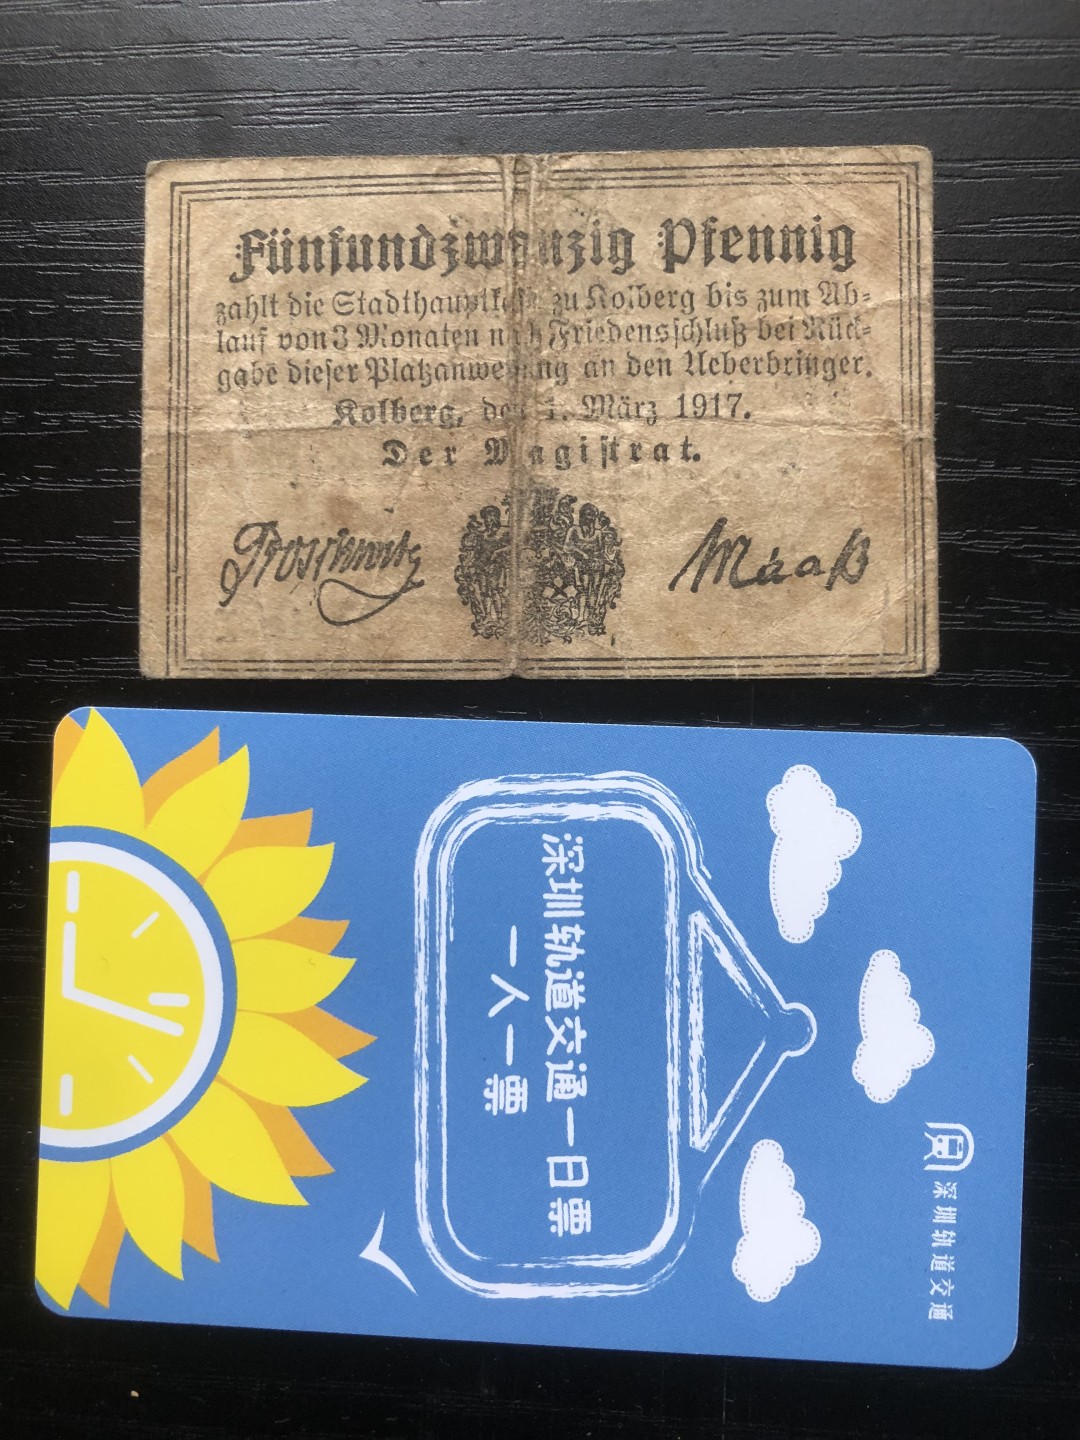 Fünfundzwanzig Pfennig
zahlt die Stadthauptkasse zu Kolberg bis zum Ab-
lauf von 3 Monaten nach Friedensschluß bei Rück-
gabe dieser Platzanweisung an den Ueberbringer.
Kolberg, den 1. März 1917.
Der Magistrat.
Maaß
深圳轨道交通一日票
一人一票
深圳轨道交通